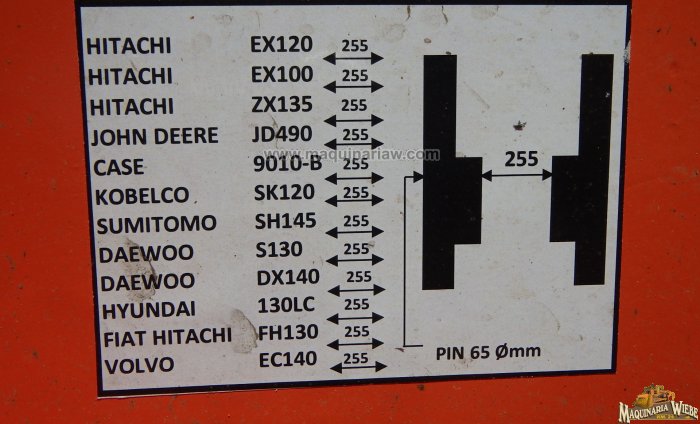 HITACHI EX120 255
HITACHI EX100 255
HITACHI ZX135 255
JOHN DEERE JD490 255
www.maquinariaw.com
CASE 9010-B 255
KOBELCO SK120 255
SUMITOMO SH145 255
DAEWOO S130 255
DAEWOO DX140 255
HYUNDAI 130LC 255
FIAT HITACHI FH130 255
VOLVO EC140 255
255
PIN 65 Ømm
MAQUINARIA WIEBE